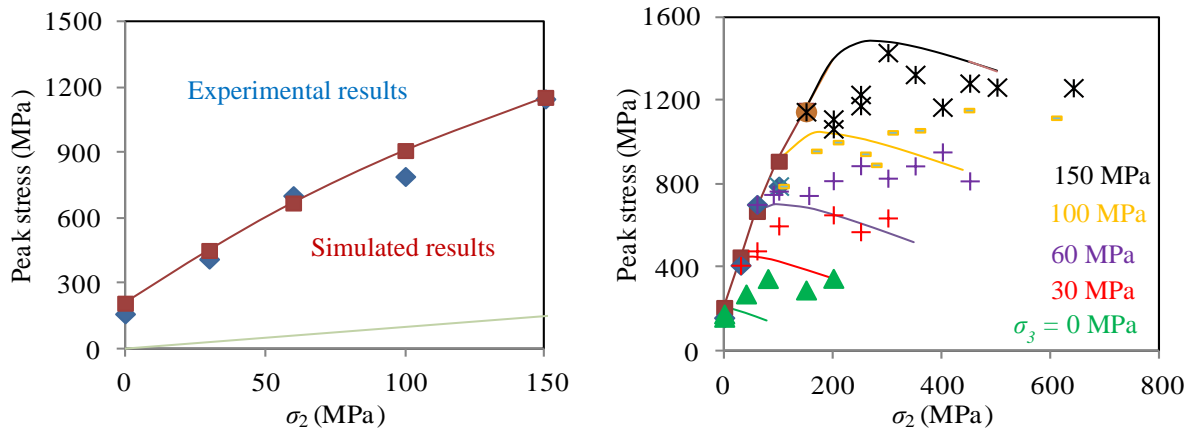 1500
1200
900
600
300
0
Peak stress (MPa)
Experimental results
Simulated results
0
50
100
150
σ2 (MPa)
1600
1200
800
400
0
Peak stress (MPa)
150 MPa
100 MPa
60 MPa
30 MPa
σ3 = 0 MPa
0
200
400
600
800
σ2 (MPa)